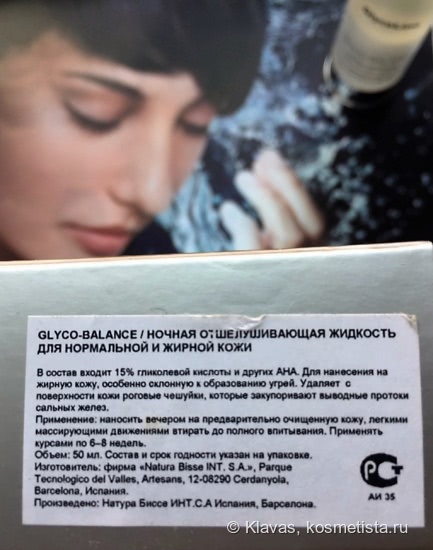 GLYCO-BALANCE / НОЧНАЯ ОТШЕЛУШИВАЮЩАЯ ЖИДКОСТЬ
ДЛЯ НОРМАЛЬНОЙ И ЖИРНОЙ КОЖИ
В состав входит 15% гликолевой кислоты и других АНА. Для нанесения на
жирную кожу, особенно склонную к образованию угрей. Удаляет с
поверхности кожи роговые чешуйки, которые закупоривают выводные протоки
сальных желез.
Применение: наносить вечером на предварительно очищенную кожу, легкими
массирующими движениями втирать до полного впитывания. Применять
курсами по 6–8 недель.
Объем: 50 мл. Состав и срок годности указан на упаковке.
Изготовитель: фирма «Natura Bisse INT. S.A.», Parque
Tecnologico del Valles, Artesans, 12-08290 Cerdanyola,
Barcelona, Испания.
Произведено: Натура Биссе ИНТ.С.А Испания, Барселона.
РСТ
АИ 35
© Klavas, kosmetista.ru